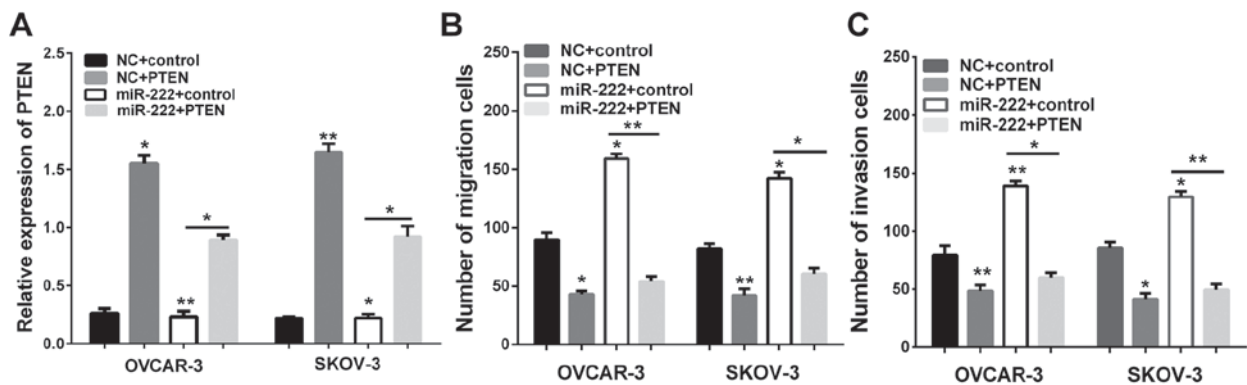 A
Relative expression of PTEN
2.5
2.0
1.5
1.0
0.5
0.0
NC+control
NC+PTEN
miR-222+control
miR-222+PTEN
*
**
*
**
*
*
OVCAR-3
SKOV-3
B
Number of migration cells
250
200
150
100
50
0
NC+control
NC+PTEN
miR-222+control
miR-222+PTEN
**
*
*
*
*
**
OVCAR-3
SKOV-3
C
Number of invasion cells
250
200
150
100
50
0
NC+control
NC+PTEN
miR-222+control
miR-222+PTEN
*
**
**
*
**
*
OVCAR-3
SKOV-3